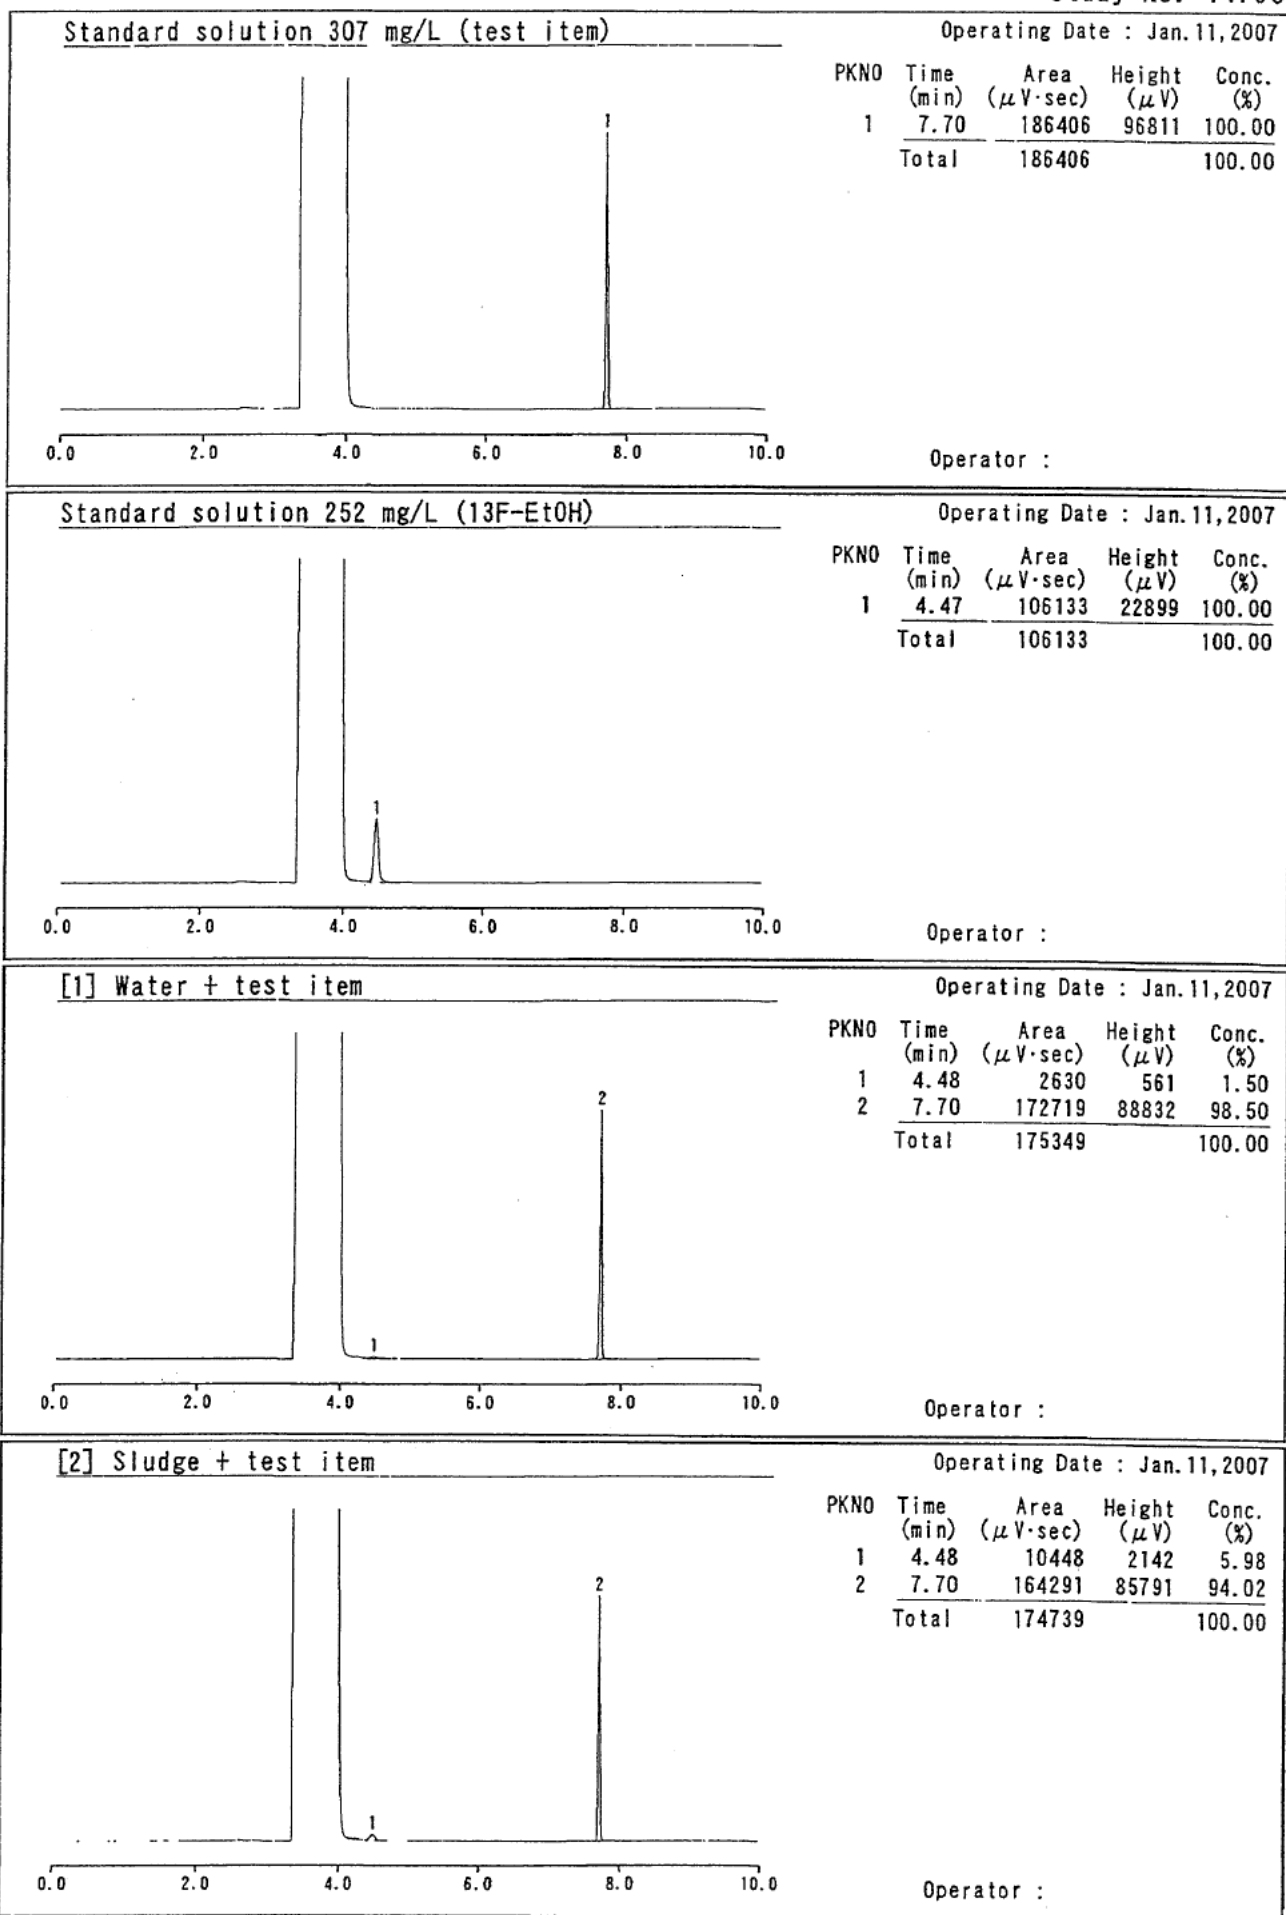 Standard solution 307 mg/L (test item)
Operating Date : Jan.11,2007
PKNO Time Area Height Conc.
(min) (μV·sec) (μV) (%)
1 7.70 186406 96811 100.00
Total 186406 100.00
1
0.0 2.0 4.0 6.0 8.0 10.0
Operator :
Standard solution 252 mg/L (13F-EtOH)
Operating Date : Jan.11,2007
PKNO Time Area Height Conc.
(min) (μV·sec) (μV) (%)
1 4.47 106133 22899 100.00
Total 106133 100.00
1
0.0 2.0 4.0 6.0 8.0 10.0
Operator :
[1] Water + test item
Operating Date : Jan.11,2007
PKNO Time Area Height Conc.
(min) (μV·sec) (μV) (%)
1 4.48 2630 561 1.50
2 7.70 172719 88832 98.50
Total 175349 100.00
2
1
0.0 2.0 4.0 6.0 8.0 10.0
Operator :
[2] Sludge + test item
Operating Date : Jan.11,2007
PKNO Time Area Height Conc.
(min) (μV·sec) (μV) (%)
1 4.48 10448 2142 5.98
2 7.70 164291 85791 94.02
Total 174739 100.00
2
1
0.0 2.0 4.0 6.0 8.0 10.0
Operator :